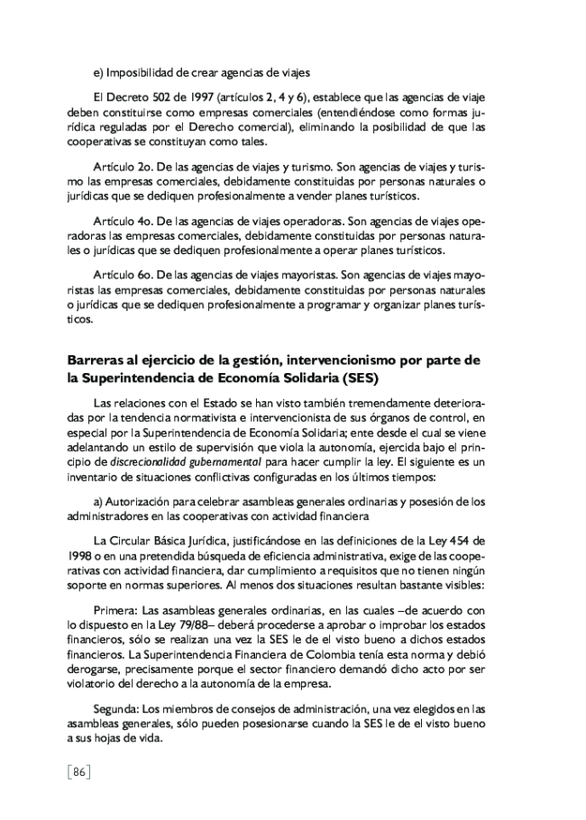 e) Imposibilidad de crear agencias de viajes
El Decreto 502 de 1997 (artículos 2, 4 y 6), establece que las agencias de viaje
deben constituirse como empresas comerciales (entendiéndose como formas ju-
rídica reguladas por el Derecho comercial), eliminando la posibilidad de que las
cooperativas se constituyan como tales.
Artículo 2o. De las agencias de viajes y turismo. Son agencias de viajes y turis-
mo las empresas comerciales, debidamente constituidas por personas naturales o
jurídicas que se dediquen profesionalmente a vender planes turísticos.
Artículo 4o. De las agencias de viajes operadoras. Son agencias de viajes ope-
radoras las empresas comerciales, debidamente constituidas por personas natura-
les o jurídicas que se dediquen profesionalmente a operar planes turísticos.
Artículo 6o. De las agencias de viajes mayoristas. Son agencias de viajes mayo-
ristas las empresas comerciales, debidamente constituidas por personas naturales
o jurídicas que se dediquen profesionalmente a programar y organizar planes turís-
ticos.
Barreras al ejercicio de la gestión, intervencionismo por parte de
la Superintendencia de Economía Solidaria (SES)
Las relaciones con el Estado se han visto también tremendamente deteriora-
das por la tendencia normativista e intervencionista de sus órganos de control, en
especial por la Superintendencia de Economía Solidaria; ente desde el cual se viene
adelantando un estilo de supervisión que viola la autonomía, ejercida bajo el prin-
cipio de discrecionalidad gubernamental para hacer cumplir la ley. El siguiente es un
inventario de situaciones conflictivas configuradas en los últimos tiempos:
a) Autorización para celebrar asambleas generales ordinarias y posesión de los
administradores en las cooperativas con actividad financiera
La Circular Básica Jurídica, justificándose en las definiciones de la Ley 454 de
1998 o en una pretendida búsqueda de eficiencia administrativa, exige de las coope-
rativas con actividad financiera, dar cumplimiento a requisitos que no tienen ningún
soporte en normas superiores. Al menos dos situaciones resultan bastante visibles:
Primera: Las asambleas generales ordinarias, en las cuales –de acuerdo con
lo dispuesto en la Ley 79/88– deberá procederse a aprobar o improbar los estados
financieros, sólo se realizan una vez la SES le de el visto bueno a dichos estados
financieros. La Superintendencia Financiera de Colombia tenía esta norma y debió
derogarse, precisamente porque el sector financiero demandó dicho acto por ser
violatorio del derecho a la autonomía de la empresa.
Segunda: Los miembros de consejos de administración, una vez elegidos en las
asambleas generales, sólo pueden posesionarse cuando la SES le de el visto bueno
a sus hojas de vida.
[86]